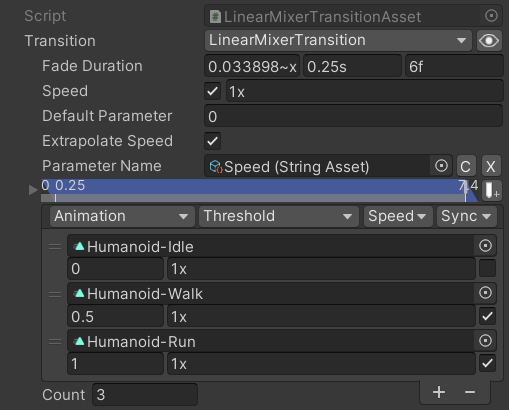 Script LinearMixerTransitionAsset
Transition LinearMixerTransition
Fade Duration 0.033898~x 0.25s 6f
Speed 1x
Default Parameter 0
Extrapolate Speed
Parameter Name Speed (String Asset) C X
0 0.25 7.4
Animation Threshold Speed Sync
Humanoid-Idle
0 1x
Humanoid-Walk
0.5 1x
Humanoid-Run
1 1x
Count 3